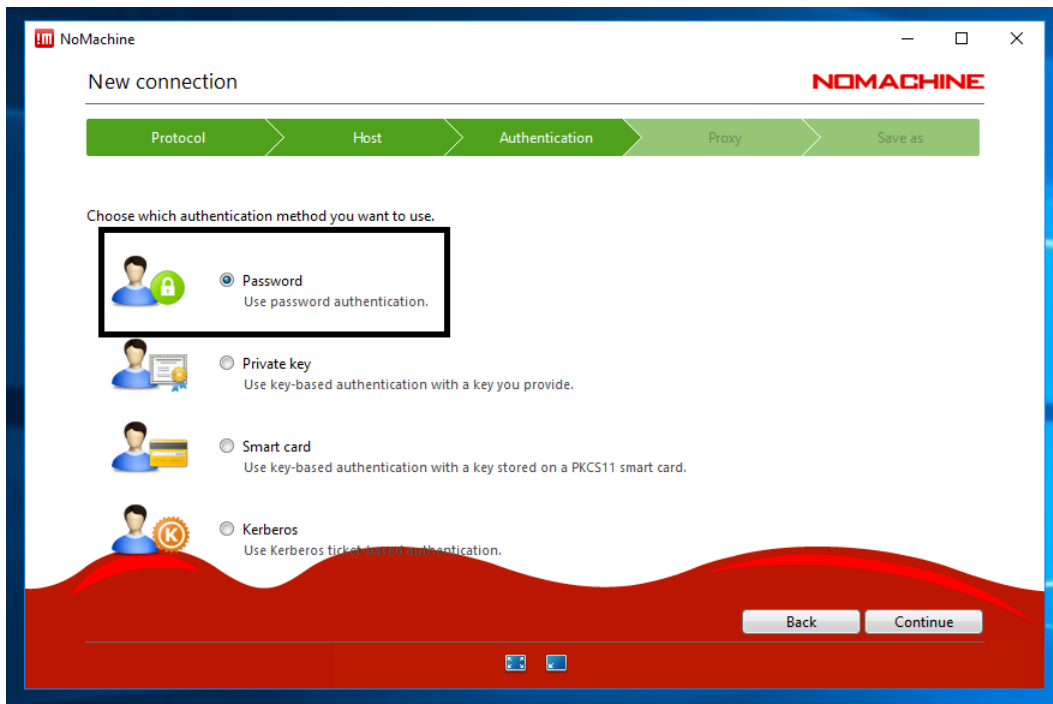 NoMachine
New connection
NOMACHINE
Protocol
Host
Authentication
Proxy
Save as
Choose which authentication method you want to use.
Password
Use password authentication.
Private key
Use key-based authentication with a key you provide.
Smart card
Use key-based authentication with a key stored on a PKCS11 smart card.
Kerberos
Use Kerberos ticket-based authentication.
Back
Continue